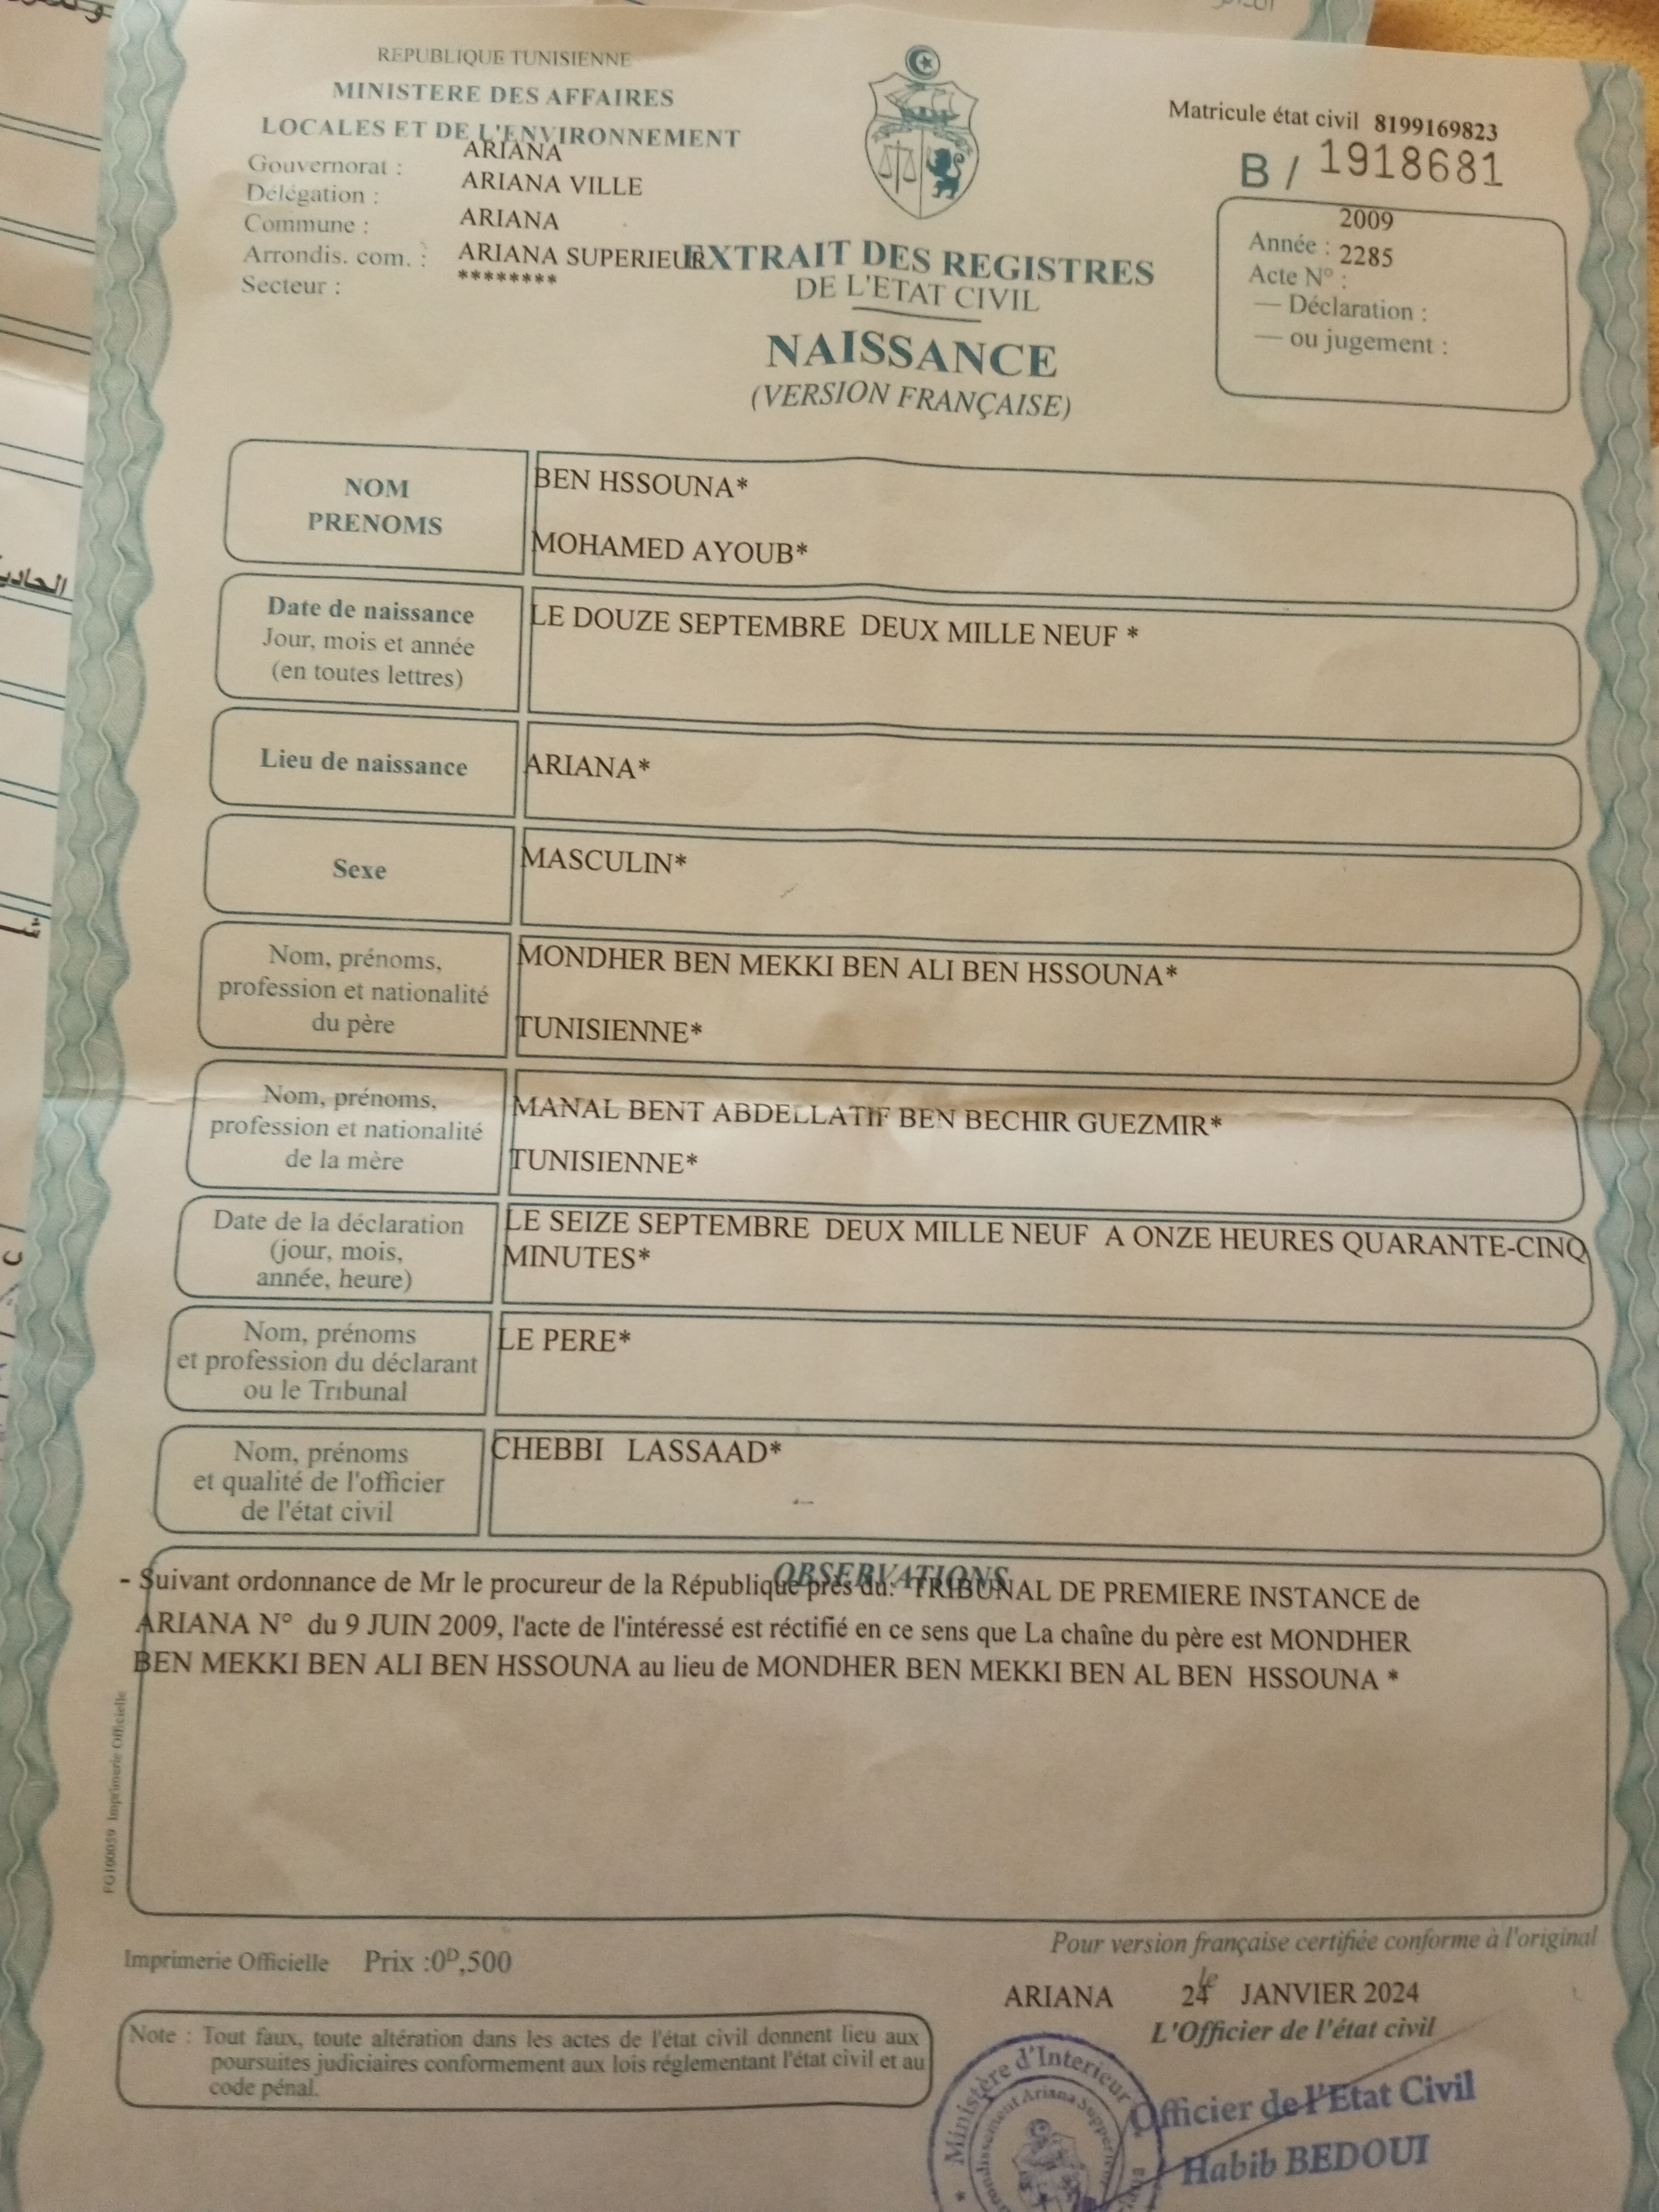 REPUBLIQUE TUNISIENNE
MINISTERE DES AFFAIRES
LOCALES ET DE L'ENVIRONNEMENT
Gouvernorat : ARIANA
Délégation : ARIANA VILLE
Commune : ARIANA
Arrondis. com. : ARIANA SUPERIEUR
Secteur : ********
Matricule état civil 8199169823
B / 1918681
2009
Année : 2285
Acte N° :
— Déclaration :
— ou jugement :
EXTRAIT DES REGISTRES
DE L'ETAT CIVIL
NAISSANCE
(VERSION FRANÇAISE)
NOM
PRENOMS
BEN HSSOUNA*
MOHAMED AYOUB*
Date de naissance
Jour, mois et année
(en toutes lettres)
LE DOUZE SEPTEMBRE DEUX MILLE NEUF *
Lieu de naissance
ARIANA*
Sexe
MASCULIN*
Nom, prénoms,
profession et nationalité
du père
MONDHER BEN MEKKI BEN ALI BEN HSSOUNA*
TUNISIENNE*
Nom, prénoms,
profession et nationalité
de la mère
MANAL BENT ABDELLATIF BEN BECHIR GUEZMIR*
TUNISIENNE*
Date de la déclaration
(jour, mois,
année, heure)
LE SEIZE SEPTEMBRE DEUX MILLE NEUF A ONZE HEURES QUARANTE-CINQ
MINUTES*
Nom, prénoms
et profession du déclarant
ou le Tribunal
LE PERE*
Nom, prénoms
et qualité de l'officier
de l'état civil
CHEBBI LASSAAD*
OBSERVATIONS
- Suivant ordonnance de Mr le procureur de la République près du: TRIBUNAL DE PREMIERE INSTANCE de
ARIANA N° du 9 JUIN 2009, l'acte de l'intéressé est réctifié en ce sens que La chaîne du père est MONDHER
BEN MEKKI BEN ALI BEN HSSOUNA au lieu de MONDHER BEN MEKKI BEN AL BEN HSSOUNA *
FG100059 Imprimerie Officielle
Imprimerie Officielle Prix :0ᴰ,500
Pour version française certifiée conforme à l'original
ARIANA le 24 JANVIER 2024
L'Officier de l'état civil
Note : Tout faux, toute altération dans les actes de l'état civil donnent lieu aux
poursuites judiciaires conformement aux lois réglementant l'état civil et au
code pénal.
Ministère d'Interieur
Arrondissement Ariana Supperieur
Officier de l'Etat Civil
Habib BEDOUI